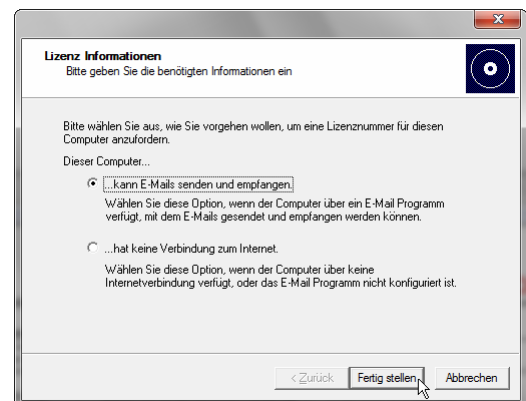 Lizenz Informationen
Bitte geben Sie die benötigten Informationen ein
Bitte wählen Sie aus, wie Sie vorgehen wollen, um eine Lizenznummer für diesen
Computer anzufordern.
Dieser Computer...
...kann E-Mails senden und empfangen.
Wählen Sie diese Option, wenn der Computer über ein E-Mail Programm
verfügt, mit dem E-Mails gesendet und empfangen werden können.
...hat keine Verbindung zum Internet.
Wählen Sie diese Option, wenn der Computer über keine
Internetverbindung verfügt, oder das E-Mail Programm nicht konfiguriert ist.
< Zurück Fertig stellen Abbrechen